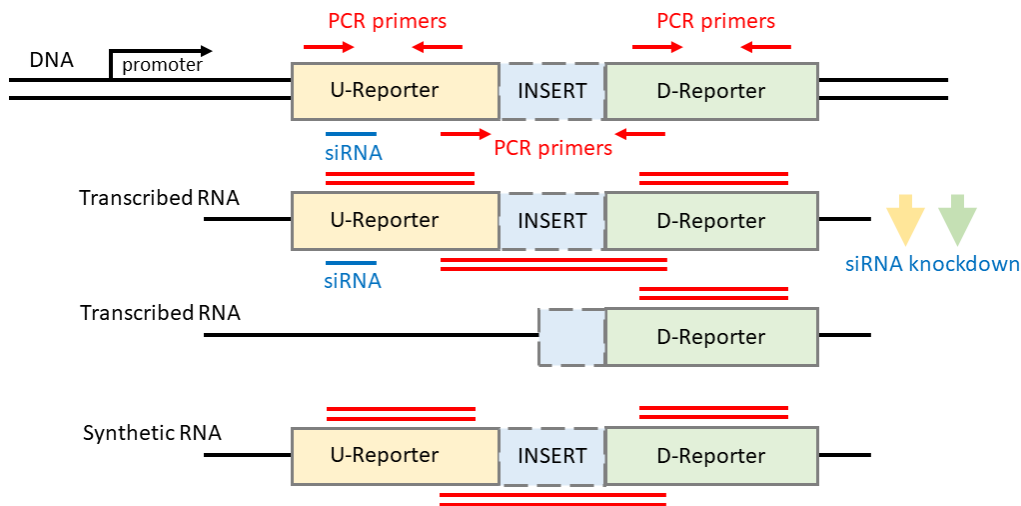 PCR primers
PCR primers
DNA
promoter
U-Reporter
INSERT
D-Reporter
siRNA
PCR primers
Transcribed RNA
U-Reporter
INSERT
D-Reporter
siRNA
siRNA knockdown
Transcribed RNA
D-Reporter
Synthetic RNA
U-Reporter
INSERT
D-Reporter